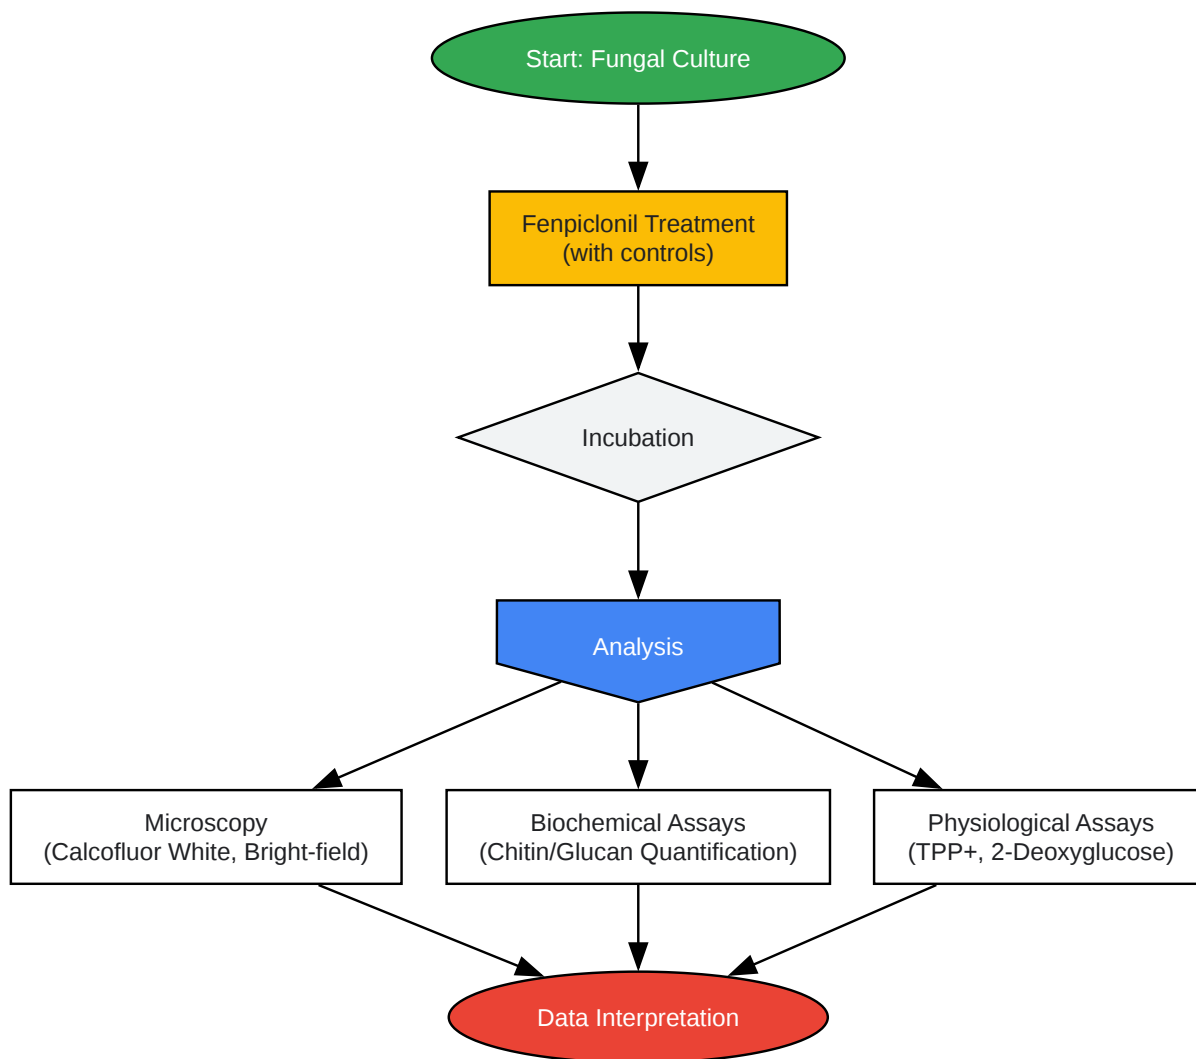 Start: Fungal Culture
Fenpiclonil Treatment
(with controls)
Incubation
Analysis
Microscopy
(Calcofluor White, Bright-field)
Biochemical Assays
(Chitin/Glucan Quantification)
Physiological Assays
(TPP+, 2-Deoxyglucose)
Data Interpretation